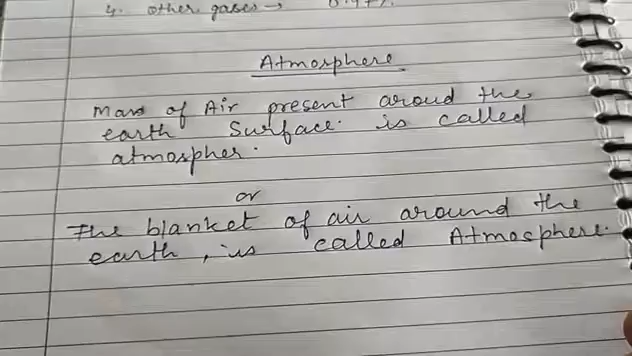 4. other gases →
Atmosphere
Mass of Air present aroud the
earth Surface. is called
atmospher.
or
The blanket of air around the
earth, is called Atmosphere.